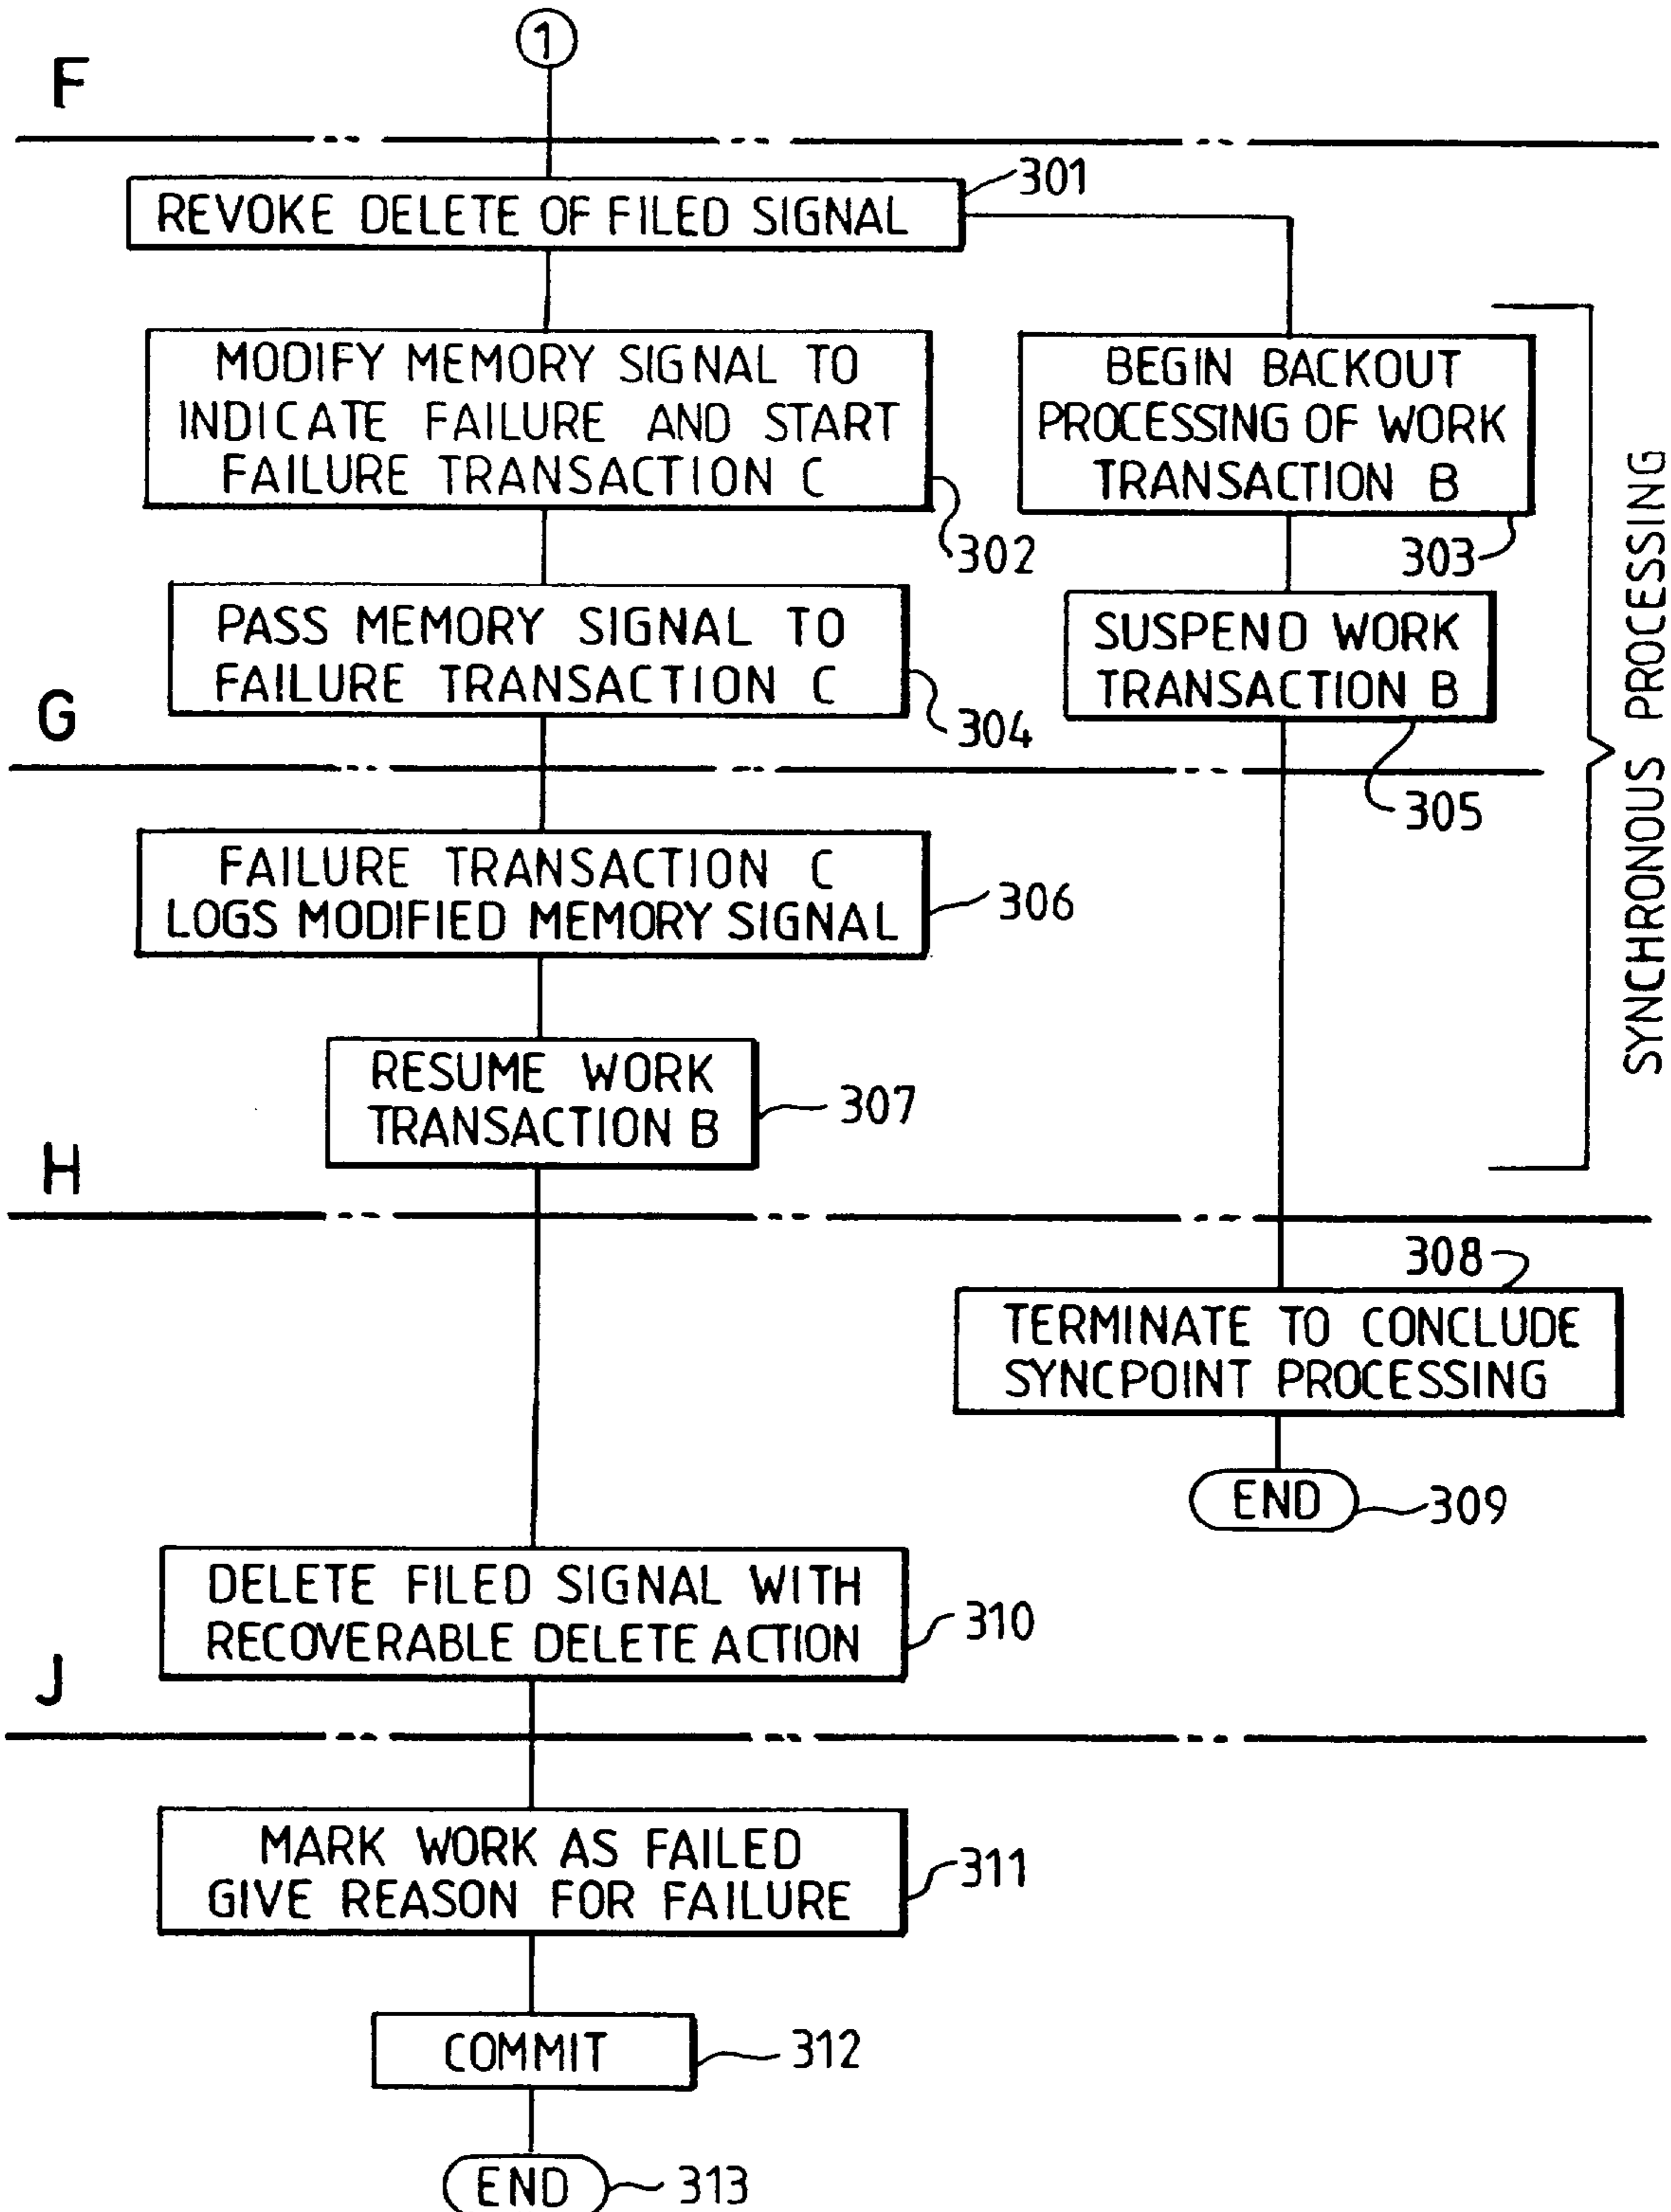 1
F
REVOKE DELETE OF FILED SIGNAL
301
MODIFY MEMORY SIGNAL TO
INDICATE FAILURE AND START
FAILURE TRANSACTION C
302
BEGIN BACKOUT
PROCESSING OF WORK
TRANSACTION B
303
PASS MEMORY SIGNAL TO
FAILURE TRANSACTION C
304
SUSPEND WORK
TRANSACTION B
305
SYNCHRONOUS PROCESSING
G
FAILURE TRANSACTION C
LOGS MODIFIED MEMORY SIGNAL
306
RESUME WORK
TRANSACTION B
307
H
308
TERMINATE TO CONCLUDE
SYNCPOINT PROCESSING
END
309
DELETE FILED SIGNAL WITH
RECOVERABLE DELETE ACTION
310
J
MARK WORK AS FAILED
GIVE REASON FOR FAILURE
311
COMMIT
312
END
313